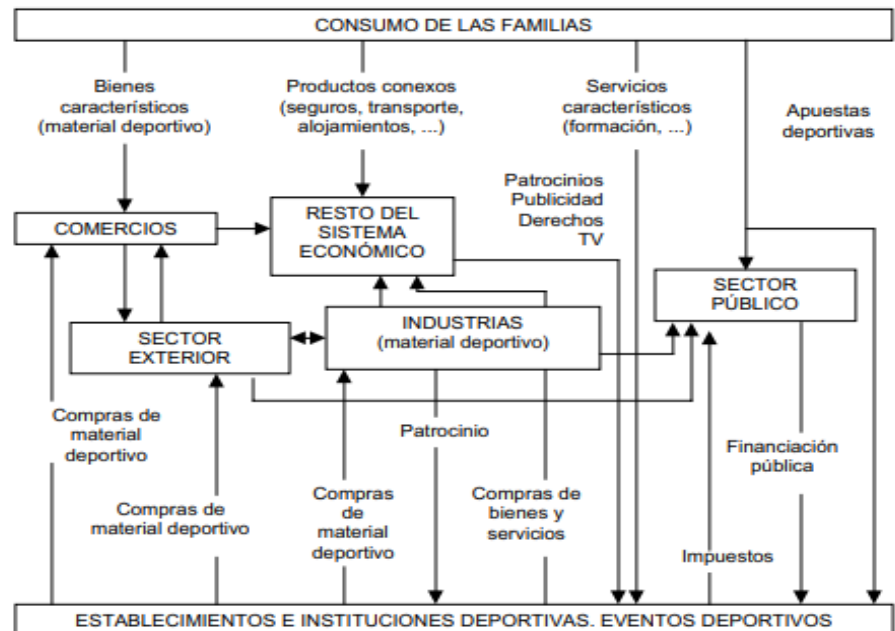 CONSUMO DE LAS FAMILIAS
Bienes
característicos
(material deportivo)
Productos conexos
(seguros, transporte,
alojamientos, ...)
Servicios
característicos
(formación, ...)
Apuestas
deportivas
Patrocinios
Publicidad
Derechos
TV
COMERCIOS
RESTO DEL
SISTEMA
ECONÓMICO
SECTOR
PÚBLICO
SECTOR
EXTERIOR
INDUSTRIAS
(material deportivo)
Compras de
material
deportivo
Compras de
material deportivo
Compras
de
material
deportivo
Patrocinio
Compras de
bienes y
servicios
Impuestos
Financiación
pública
ESTABLECIMIENTOS E INSTITUCIONES DEPORTIVAS. EVENTOS DEPORTIVOS